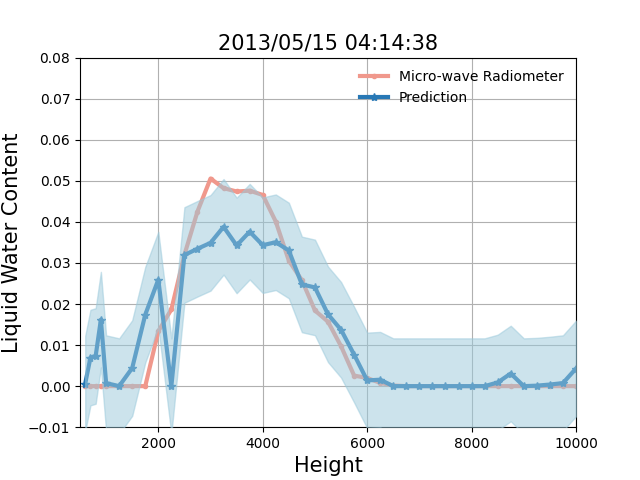 2013/05/15 04:14:38
Micro-wave Radiometer
Prediction
Liquid Water Content
0.08
0.07
0.06
0.05
0.04
0.03
0.02
0.01
0.00
−0.01
2000 4000 6000 8000 10000
Height